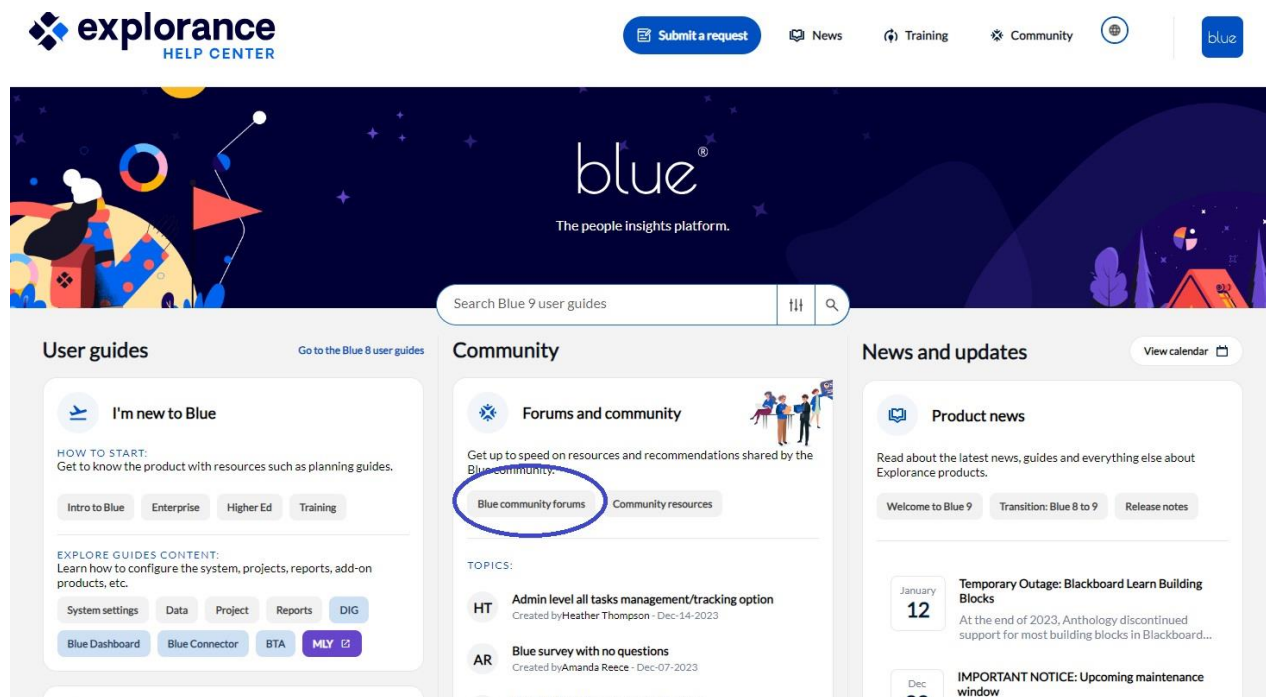 explorance
HELP CENTER
Submit a request
News
Training
Community
blue
blue®
The people insights platform.
Search Blue 9 user guides
User guides
Go to the Blue 8 user guides
I'm new to Blue
HOW TO START:
Get to know the product with resources such as planning guides.
Intro to Blue
Enterprise
Higher Ed
Training
EXPLORE GUIDES CONTENT:
Learn how to configure the system, projects, reports, add-on
products, etc.
System settings
Data
Project
Reports
DIG
Blue Dashboard
Blue Connector
BTA
MLY
Community
Forums and community
Get up to speed on resources and recommendations shared by the
Blue community.
Blue community forums
Community resources
TOPICS:
HT
Admin level all tasks management/tracking option
Created byHeather Thompson - Dec-14-2023
AR
Blue survey with no questions
Created byAmanda Reece - Dec-07-2023
News and updates
View calendar
Product news
Read about the latest news, guides and everything else about
Explorance products.
Welcome to Blue 9
Transition: Blue 8 to 9
Release notes
January
12
Temporary Outage: Blackboard Learn Building
Blocks
At the end of 2023, Anthology discontinued
support for most building blocks in Blackboard...
Dec
IMPORTANT NOTICE: Upcoming maintenance
window